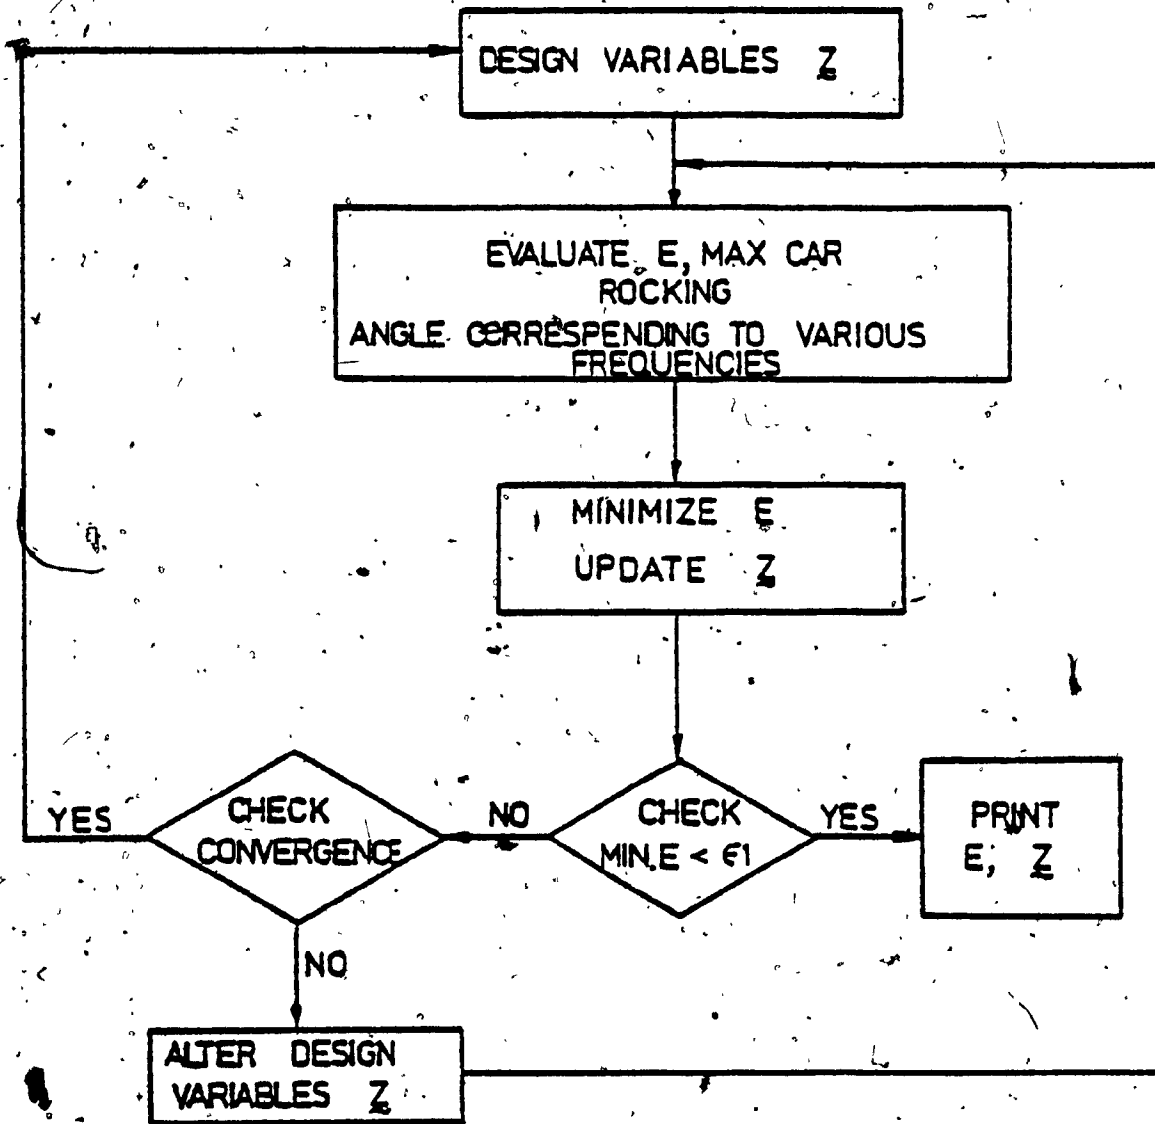 DESIGN VARIABLES Z
EVALUATE E, MAX CAR
ROCKING
ANGLE CORRESPENDING TO VARIOUS
FREQUENCIES
MINIMIZE E
UPDATE Z
CHECK
MIN.E < ϵ1
YES
PRINT
E; Z
NO
CHECK
CONVERGENCE
YES
NO
ALTER DESIGN
VARIABLES Z